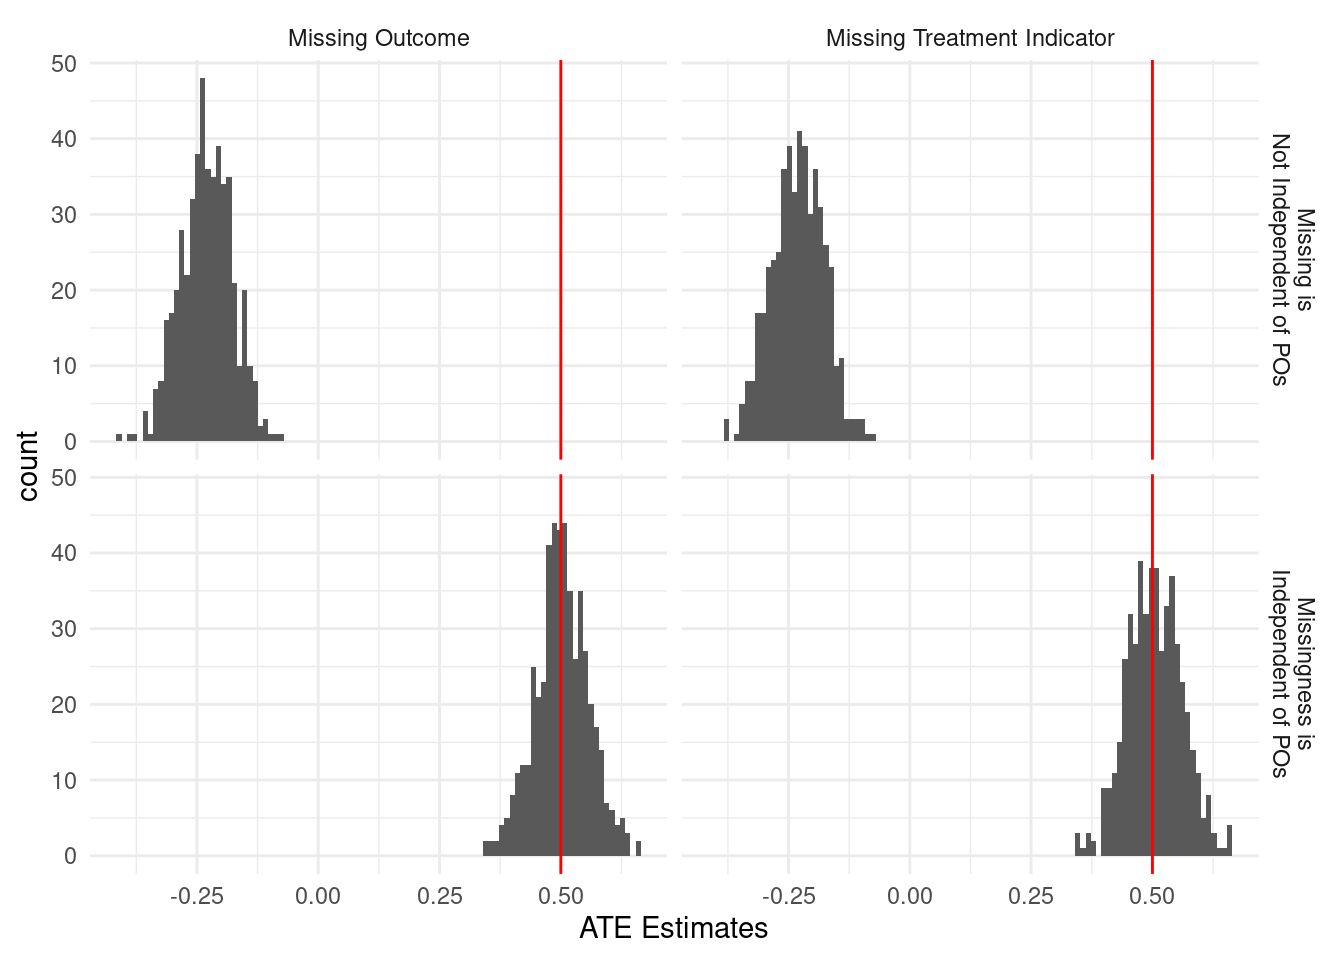 Missing Outcome
Missing Treatment Indicator
50
40
30
20
10
0
Missing is
Not Independent of POs
50
40
30
20
10
0
Missingness is
Independent of POs
count
-0.25
0.00
0.25
0.50
-0.25
0.00
0.25
0.50
ATE Estimates